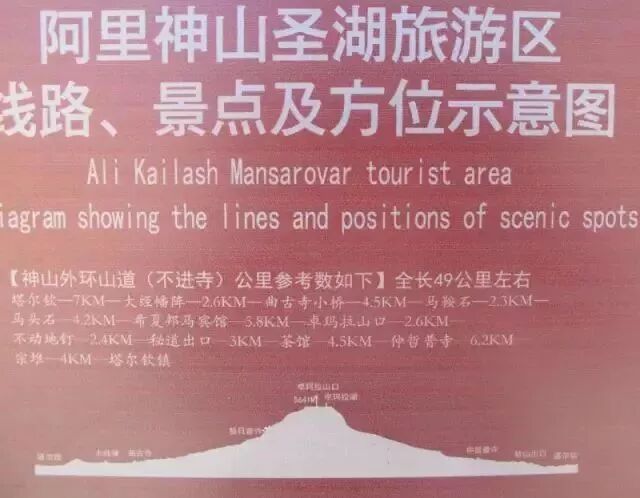 阿里神山圣湖旅游区
线路、景点及方位示意图
Ali Kailash Mansarovar tourist area
iagram showing the lines and positions of scenic spots
【神山外环山道（不进寺）公里参考数如下】全长49公里左右
塔尔钦—7KM—大经幡阵—2.6KM—曲古寺小桥—4.5KM—马鞍石—2.3KM—
马头石—4.2KM—希夏邦马宾馆—5.8KM—卓玛拉山口—2.6KM—
不动地钉—2.4KM—秘道出口—3KM—茶馆—4.5KM—仲哲普寺—6.2KM
宗堆—4KM—塔尔钦镇
卓玛拉山口
5641M 卓玛拉湖